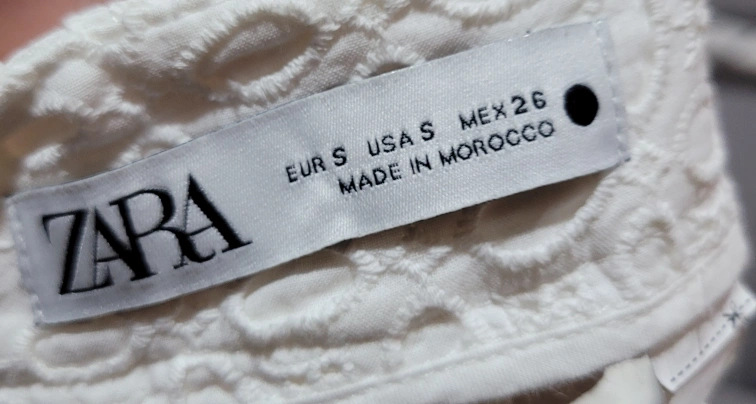 ZARA
EUR S USA S MEX 26
MADE IN MOROCCO